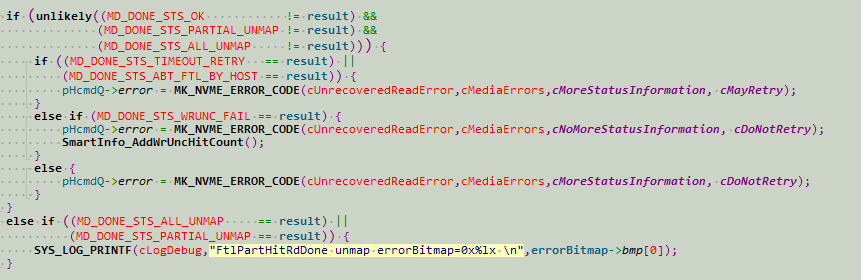 if (unlikely((MD_DONE_STS_OK != result) &&
(MD_DONE_STS_PARTIAL_UNMAP != result) &&
(MD_DONE_STS_ALL_UNMAP != result))) {
if ((MD_DONE_STS_TIMEOUT_RETRY == result) ||
(MD_DONE_STS_ABT_FTL_BY_HOST == result)) {
pHcmdQ->error = MK_NVME_ERROR_CODE(cUnrecoveredReadError,cMediaErrors,cMoreStatusInformation, cMayRetry);
}
else if (MD_DONE_STS_WRUNC_FAIL == result) {
pHcmdQ->error = MK_NVME_ERROR_CODE(cUnrecoveredReadError,cMediaErrors,cNoMoreStatusInformation, cDoNotRetry);
SmartInfo_AddWrUncHitCount();
}
else {
pHcmdQ->error = MK_NVME_ERROR_CODE(cUnrecoveredReadError,cMediaErrors,cMoreStatusInformation, cDoNotRetry);
}
}
else if ((MD_DONE_STS_ALL_UNMAP == result) ||
(MD_DONE_STS_PARTIAL_UNMAP == result)) {
SYS_LOG_PRINTF(cLogDebug,"FtlPartHitRdDone unmap errorBitmap=0x%lx \n",errorBitmap->bmp[0]);
}